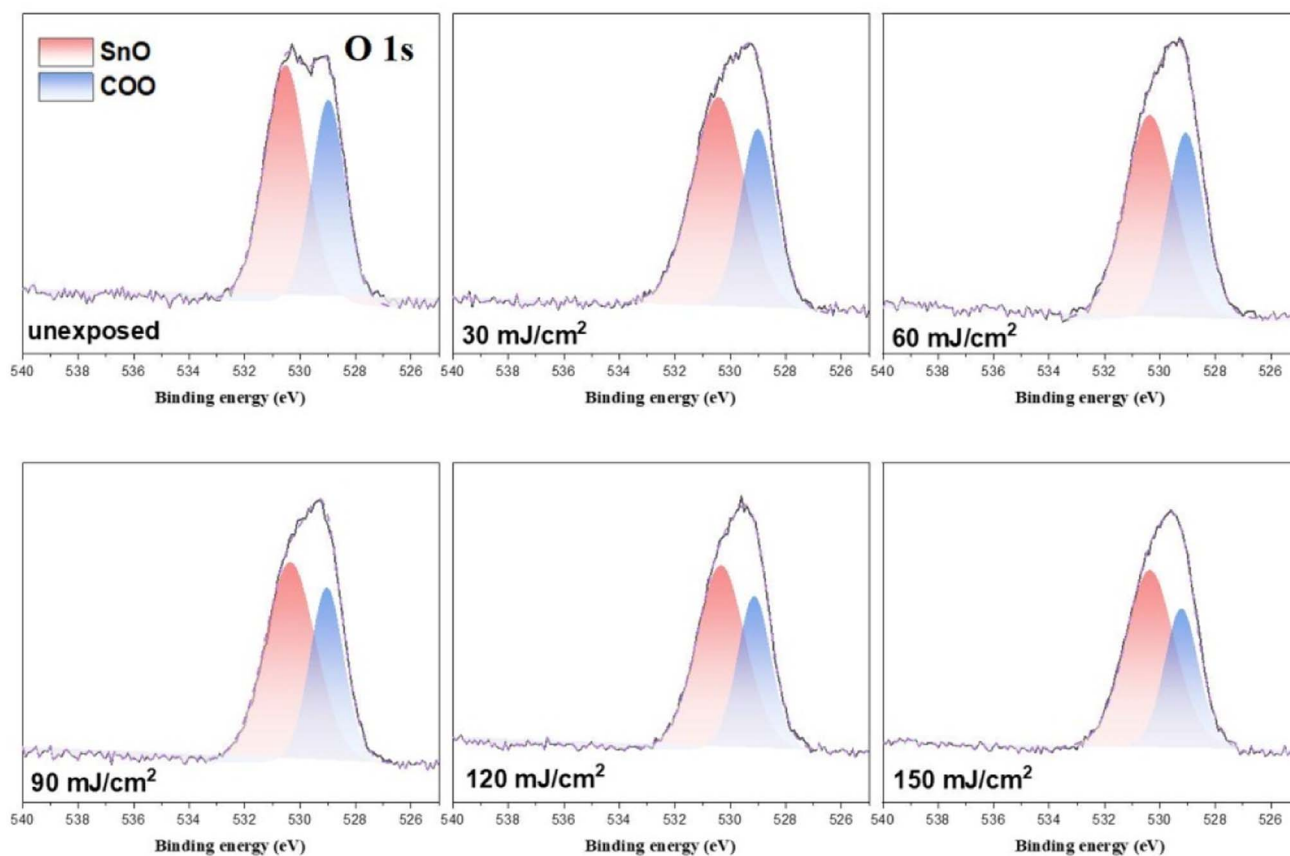 SnO
COO
O 1s
unexposed
540 538 536 534 532 530 528 526
Binding energy (eV)
30 mJ/cm²
540 538 536 534 532 530 528 526
Binding energy (eV)
60 mJ/cm²
540 538 536 534 532 530 528 526
Binding energy (eV)
90 mJ/cm²
540 538 536 534 532 530 528 526
Binding energy (eV)
120 mJ/cm²
540 538 536 534 532 530 528 526
Binding energy (eV)
150 mJ/cm²
540 538 536 534 532 530 528 526
Binding energy (eV)